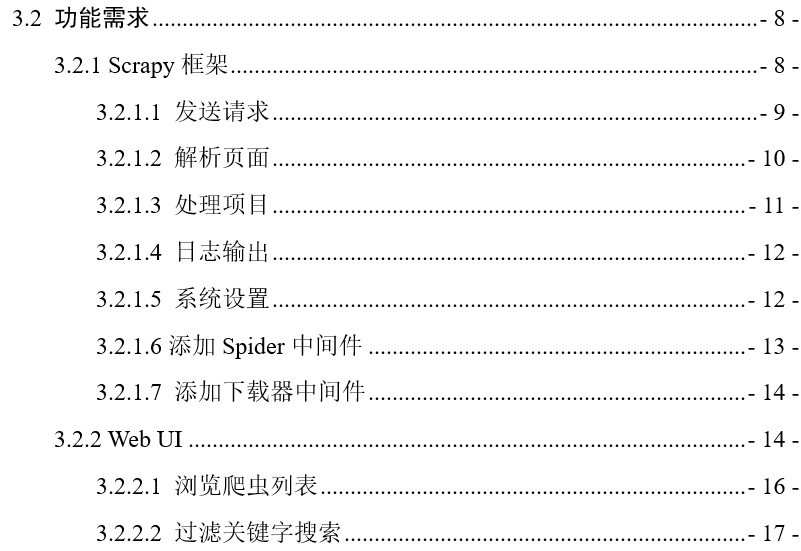 3.2 功能需求........................................- 8 -
3.2.1 Scrapy 框架........................................- 8 -
3.2.1.1 发送请求........................................- 9 -
3.2.1.2 解析页面........................................- 10 -
3.2.1.3 处理项目........................................- 11 -
3.2.1.4 日志输出........................................- 12 -
3.2.1.5 系统设置........................................- 12 -
3.2.1.6 添加 Spider 中间件........................................- 13 -
3.2.1.7 添加下载器中间件........................................- 14 -
3.2.2 Web UI........................................- 14 -
3.2.2.1 浏览爬虫列表........................................- 16 -
3.2.2.2 过滤关键字搜索........................................- 17 -